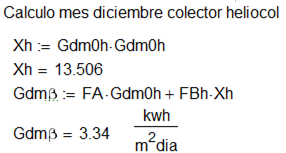 Calculo mes diciembre colector heliocol
Xh := Gdm0h·Gdm0h
Xh = 13.506
Gdmβ := FA·Gdm0h + FBh·Xh
Gdmβ = 3.34 kwh / m²dia